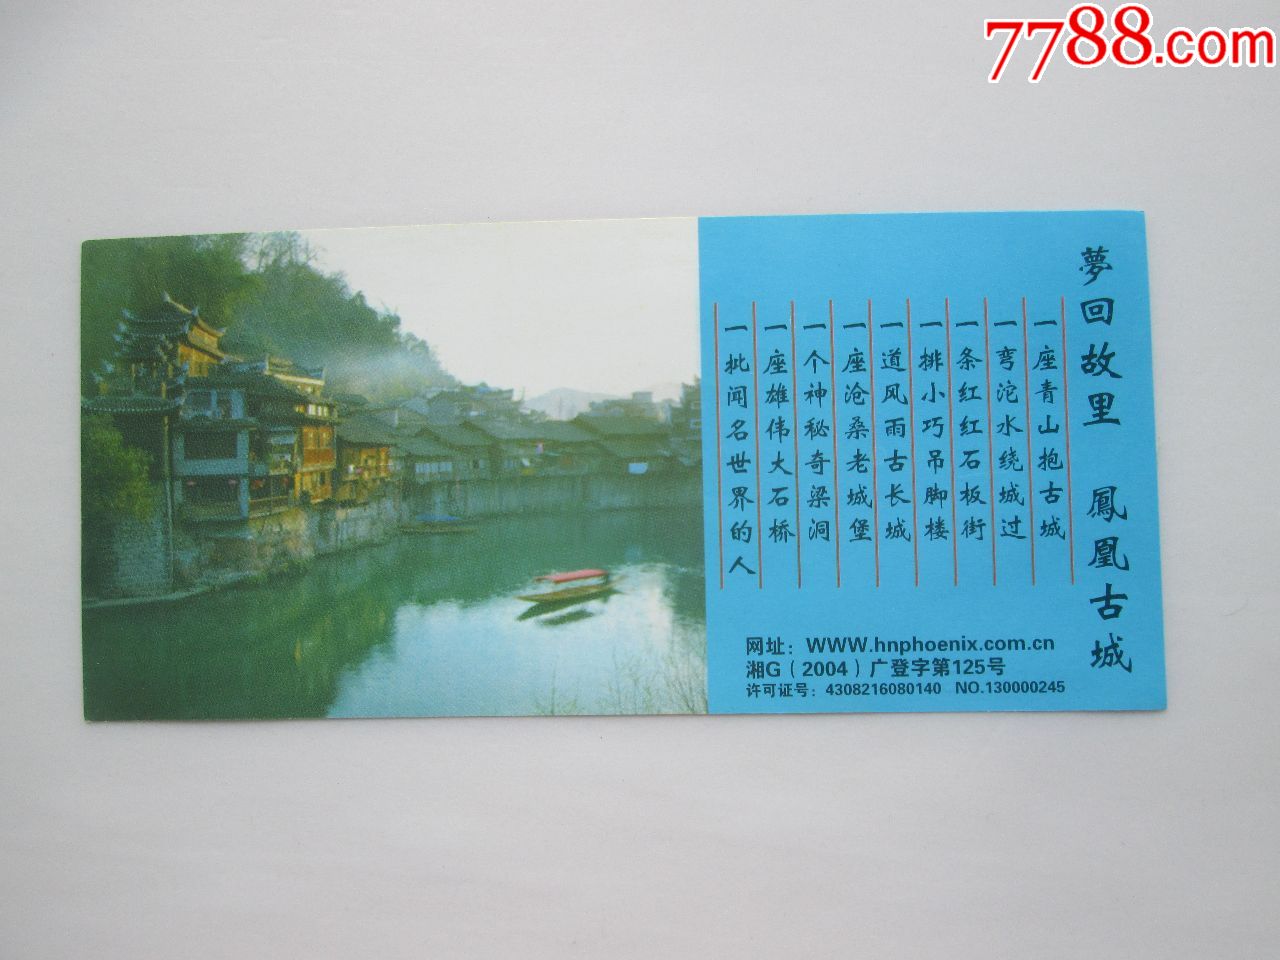 7788.com
夢回故里 鳳凰古城
一座青山抱古城
一弯沱水绕城过
一条红红石板街
一排小巧吊脚楼
一道风雨古长城
一座沧桑老城堡
一个神秘奇梁洞
一座雄伟大石桥
一批闻名世界的人
网址：WWW.hnphoenix.com.cn
湘G（2004）广登字第125号
许可证号：4308216080140 NO.130000245